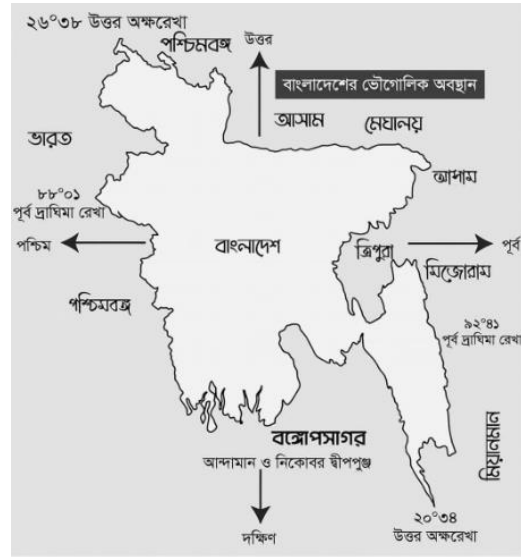 ২৬°৩৮ উত্তর অক্ষরেখা
পশ্চিমবঙ্গ
উত্তর
বাংলাদেশের ভৌগোলিক অবস্থান
আসাম
মেঘালয়
ভারত
আসাম
৮৮°০১
পূর্ব দ্রাঘিমা রেখা
পশ্চিম
বাংলাদেশ
ত্রিপুরা
পূর্ব
মিজোরাম
পশ্চিমবঙ্গ
৯২°৪১
পূর্ব দ্রাঘিমা রেখা
বঙ্গোপসাগর
আন্দামান ও নিকোবর দ্বীপপুঞ্জ
মিয়ানমান
২০°৩৪
উত্তর অক্ষরেখা
দক্ষিণ